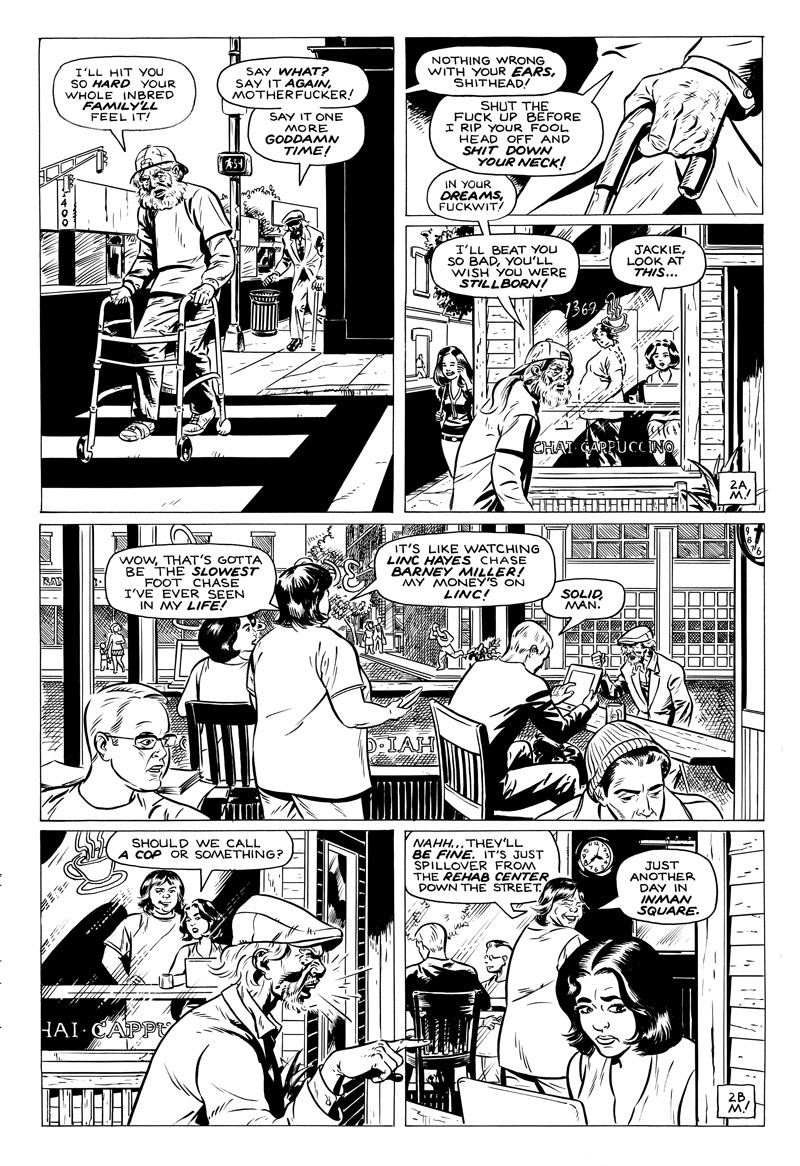 I'LL HIT YOU
SO HARD YOUR
WHOLE INBRED
FAMILY'LL
FEEL IT!
SAY WHAT?
SAY IT AGAIN,
MOTHERFUCKER!
SAY IT ONE
MORE
GODDAMN
TIME!
1400
NOTHING WRONG
WITH YOUR EARS,
SHITHEAD!
SHUT THE
FUCK UP BEFORE
I RIP YOUR FOOL
HEAD OFF AND
SHIT DOWN
YOUR NECK!
IN YOUR
DREAMS,
FUCKWIT!
I'LL BEAT YOU
SO BAD, YOU'LL
WISH YOU WERE
STILLBORN!
JACKIE,
LOOK AT
THIS...
1369
CHAI·CAPPUCCINO
2A
M.!
WOW, THAT'S GOTTA
BE THE SLOWEST
FOOT CHASE
I'VE EVER SEEN
IN MY LIFE!
IT'S LIKE WATCHING
LINC HAYES CHASE
BARNEY MILLER!
MY MONEY'S ON
LINC!
SOLID,
MAN.
SHOULD WE CALL
A COP OR SOMETHING?
HAI·CAPPU
NAHH... THEY'LL
BE FINE. IT'S JUST
SPILLOVER FROM
THE REHAB CENTER
DOWN THE STREET.
JUST
ANOTHER
DAY IN
INMAN
SQUARE.
2B
M.!